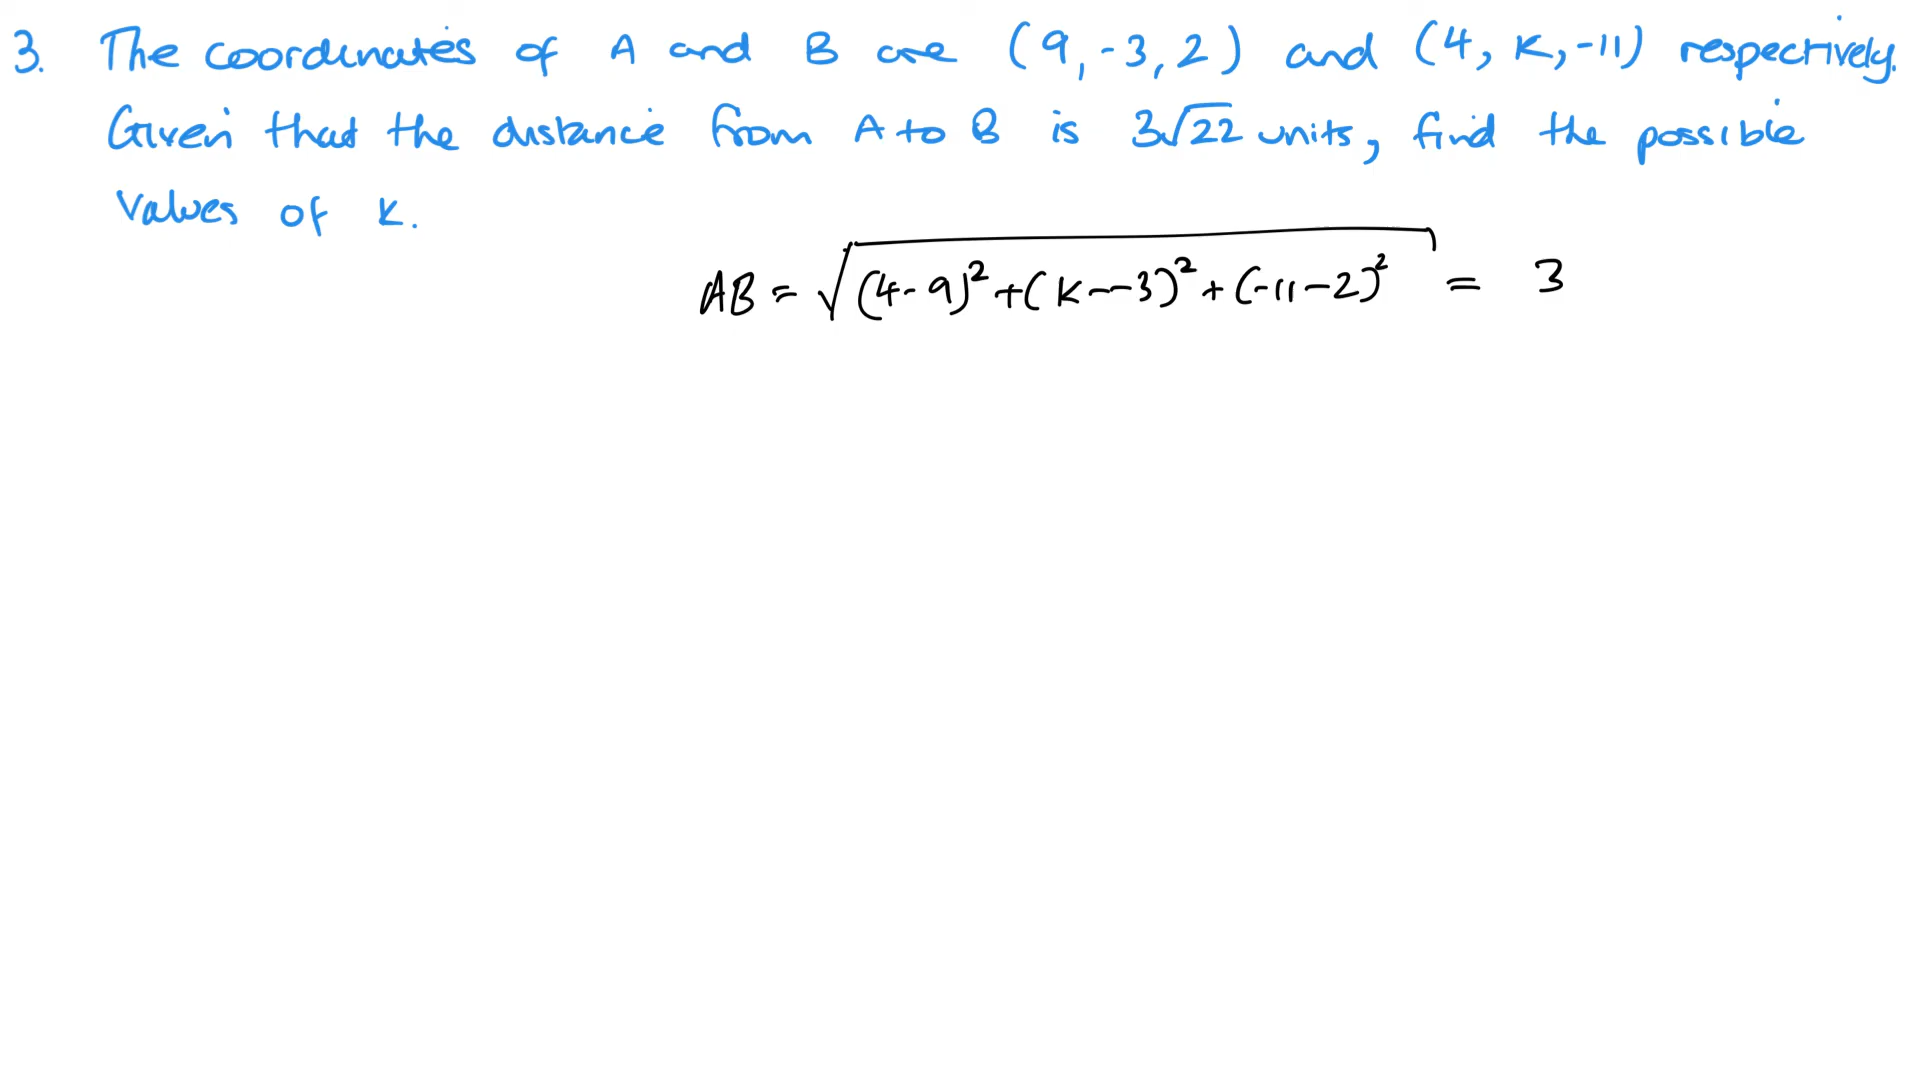 3. The coordinates of A and B are (9, -3, 2) and (4, k, -11) respectively.
Given that the distance from A to B is 3√22 units, find the possible
values of k.
AB = √((4-9)² + (k--3)² + (-11-2)²) = 3